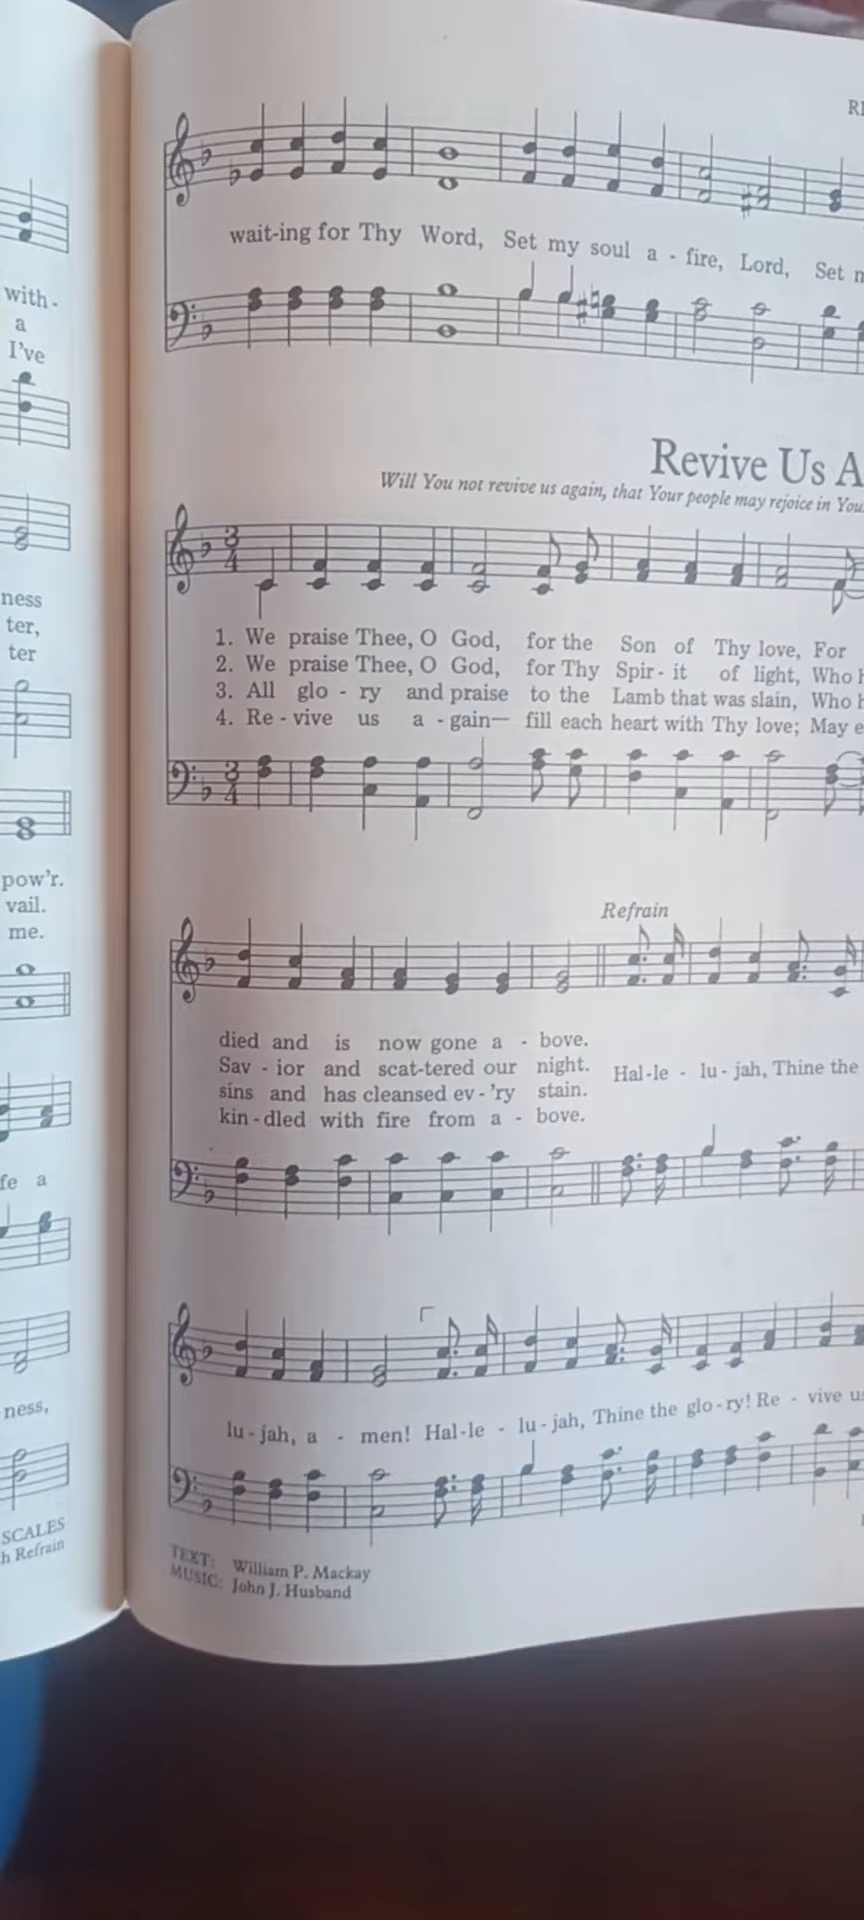 with-
a
I've
ness
ter,
ter
pow'r.
vail.
me.
fe a
ness,
SCALES
h Refrain
wait-ing for Thy Word, Set my soul a - fire, Lord, Set
Revive Us
Will You not revive us again, that Your people may rejoice in
3
4
1. We praise Thee, O God, for the Son of Thy love, For
2. We praise Thee, O God, for Thy Spir - it of light, Who
3. All glo - ry and praise to the Lamb that was slain, Who
4. Re - vive us a - gain— fill each heart with Thy love; May
3
4
Refrain
died and is now gone a - bove.
Sav - ior and scat-tered our night.
sins and has cleansed ev-'ry stain.
kin-dled with fire from a - bove.
Hal-le - lu - jah, Thine the
lu - jah, a - men! Hal-le - lu - jah, Thine the glo-ry! Re - vive
TEXT: William P. Mackay
MUSIC: John J. Husband